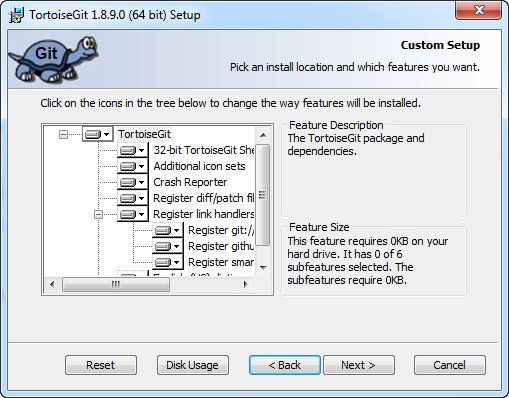 TortoiseGit 1.8.9.0 (64 bit) Setup
Git
Custom Setup
Pick an install location and which features you want.
Click on the icons in the tree below to change the way features will be installed.
TortoiseGit
32-bit TortoiseGit She
Additional icon sets
Crash Reporter
Register diff/patch fil
Register link handlers
Register git://
Register githu
Register smar
Feature Description
The TortoiseGit package and
dependencies.
Feature Size
This feature requires 0KB on your
hard drive. It has 0 of 6
subfeatures selected. The
subfeatures require 0KB.
Reset
Disk Usage
< Back
Next >
Cancel